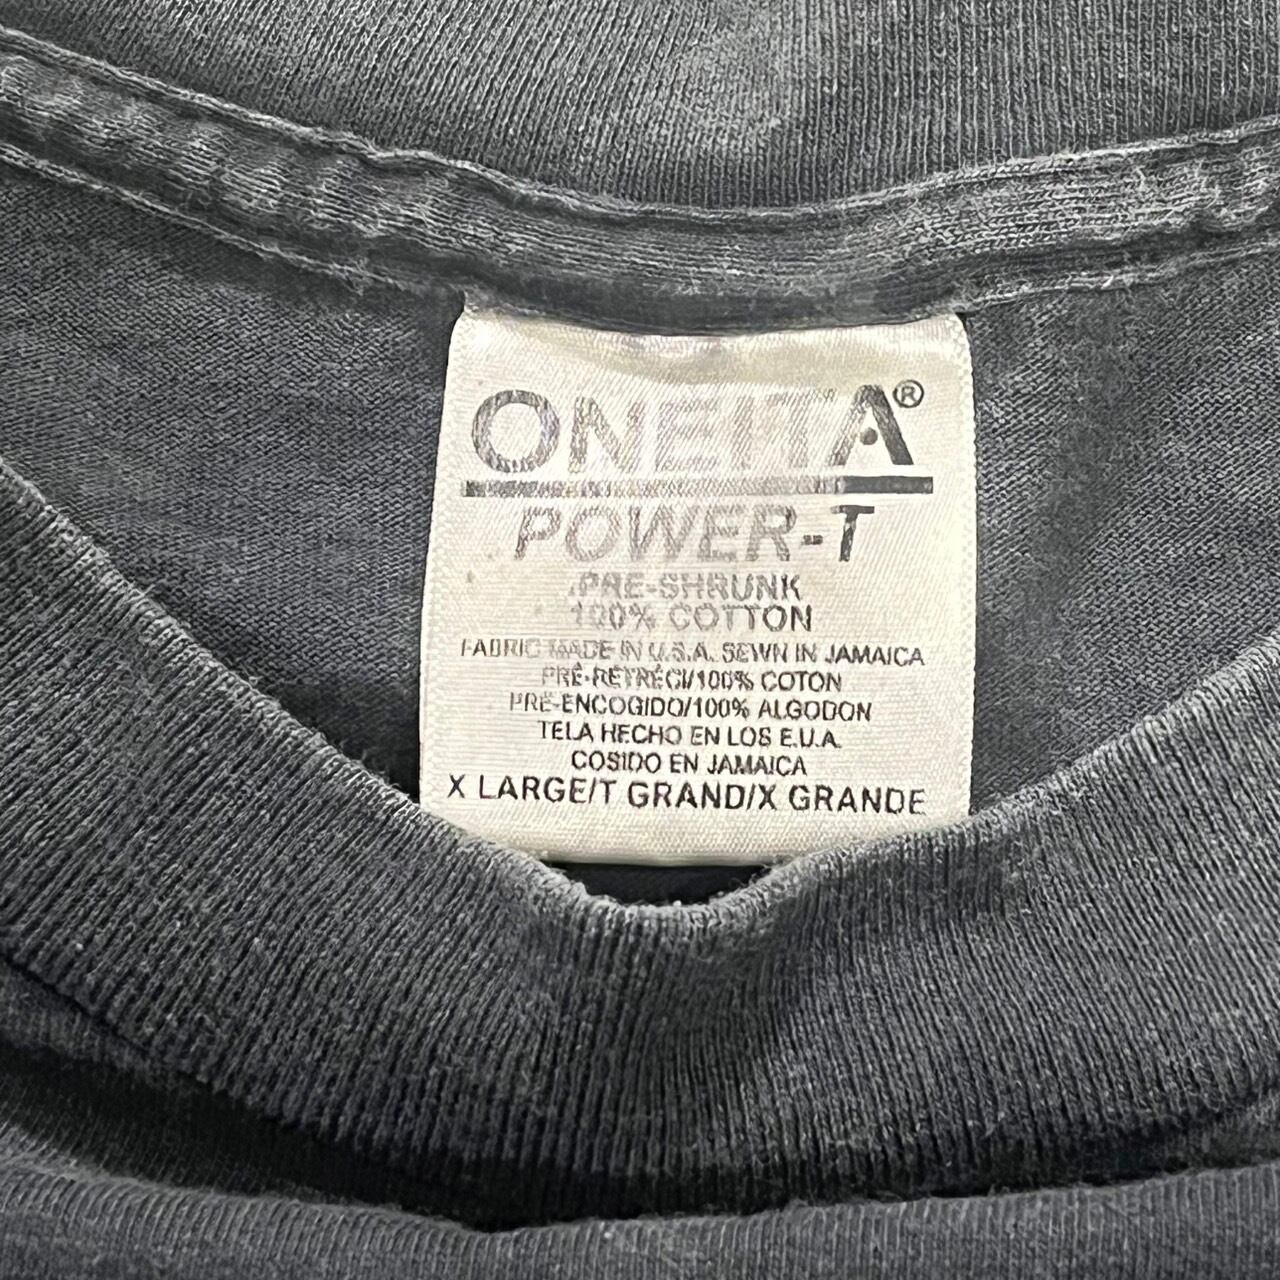 ONEITA®
POWER-T
PRE-SHRUNK
100% COTTON
FABRIC MADE IN U.S.A. SEWN IN JAMAICA
PRÉ-RÉTRÉCI/100% COTON
PRÉ-ENCOGIDO/100% ALGODON
TELA HECHO EN LOS E.U.A.
COSIDO EN JAMAICA
X LARGE/T GRAND/X GRANDE